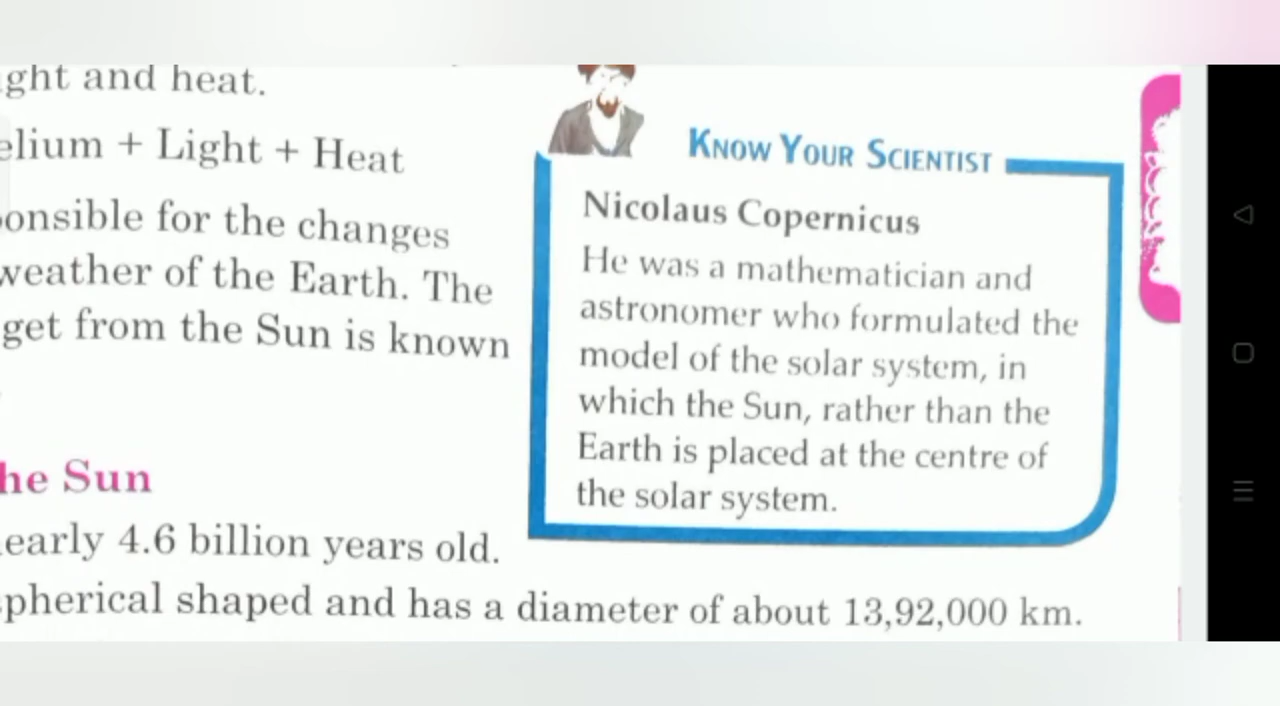 ght and heat.
elium + Light + Heat
onsible for the changes
weather of the Earth. The
get from the Sun is known
he Sun
early 4.6 billion years old.
pherical shaped and has a diameter of about 13,92,000 km.
KNOW YOUR SCIENTIST
Nicolaus Copernicus
He was a mathematician and
astronomer who formulated the
model of the solar system, in
which the Sun, rather than the
Earth is placed at the centre of
the solar system.